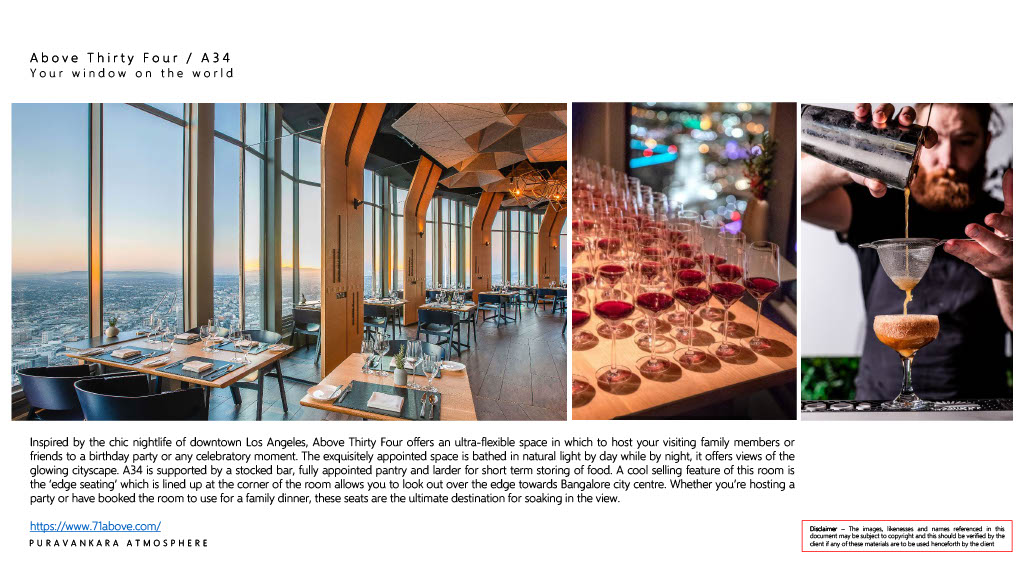 Above Thirty Four / A34
Your window on the world
Inspired by the chic nightlife of downtown Los Angeles, Above Thirty Four offers an ultra-flexible space in which to host your visiting family members or
friends to a birthday party or any celebratory moment. The exquisitely appointed space is bathed in natural light by day while by night, it offers views of the
glowing cityscape. A34 is supported by a stocked bar, fully appointed pantry and larder for short term storing of food. A cool selling feature of this room is
the ‘edge seating’ which is lined up at the corner of the room allows you to look out over the edge towards Bangalore city centre. Whether you’re hosting a
party or have booked the room to use for a family dinner, these seats are the ultimate destination for soaking in the view.
https://www.71above.com/
PURAVANKARA ATMOSPHERE
Disclaimer – The images, likenesses and names referenced in this
document may be subject to copyright and this should be verified by the
client if any of these materials are to be used henceforth by the client